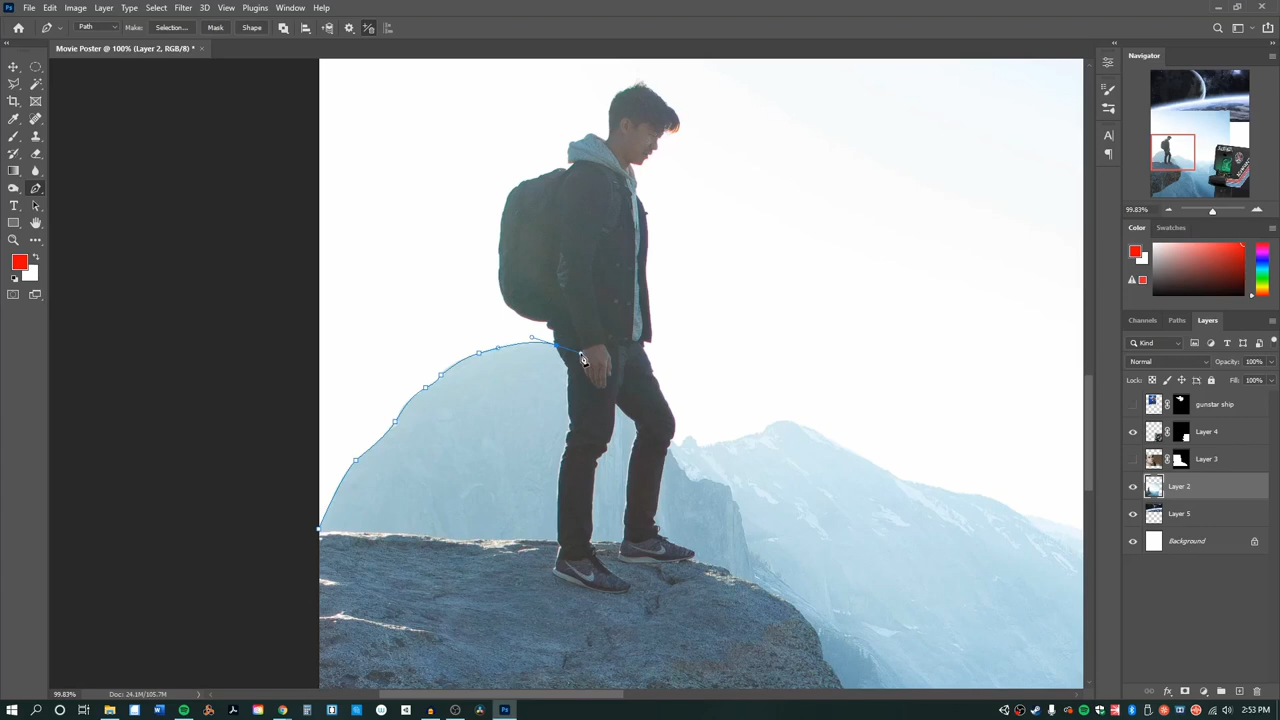 File Edit Image Layer Type Select Filter 3D View Plugins Window Help
Path Make: Selection... Mask Shape
Movie Poster @ 100% (Layer 2, RGB/8) * ×
Navigator
99.83%
Color Swatches
Channels Paths Layers
Kind
Normal Opacity: 100%
Lock: Fill: 100%
gunstar ship
Layer 4
Layer 3
Layer 2
Layer 5
Background
99.83% Doc: 24.1M/105.7M
2:53 PM